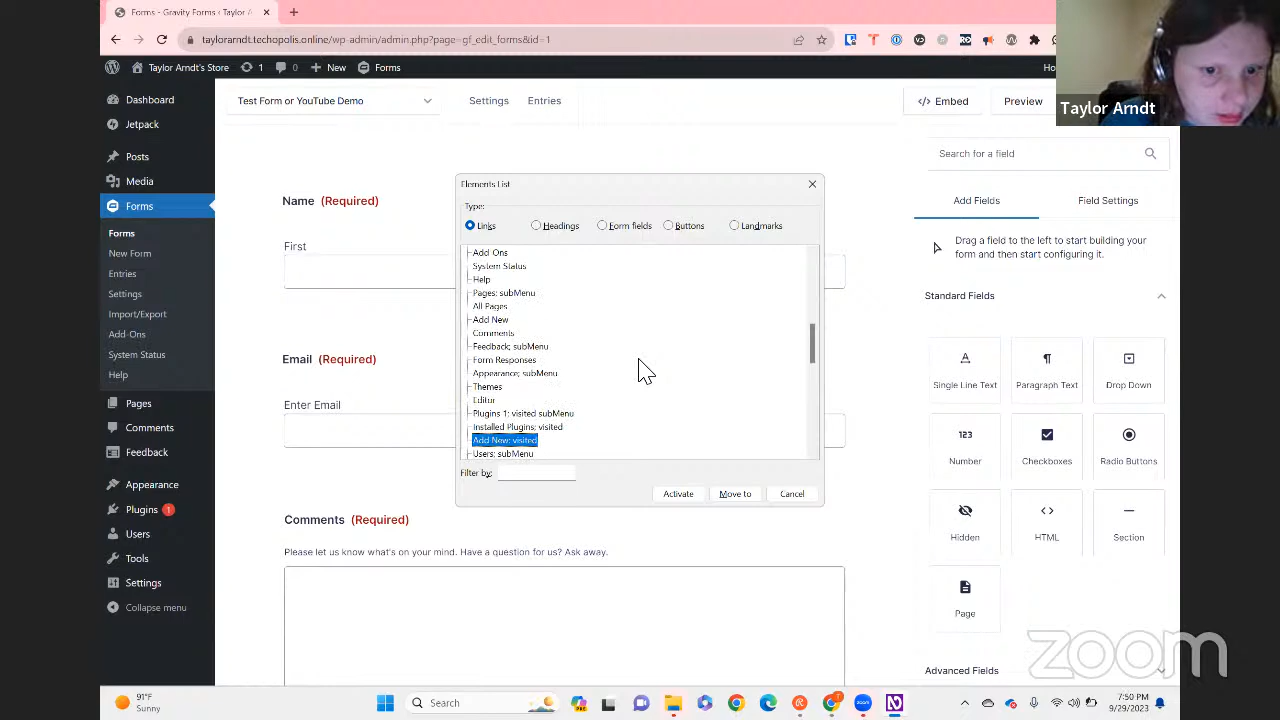 Forms - Gravity Forms ‹ Taylor A
taylorarndt.techopolis.online/wp-admin/admin.php?page=gf_edit_forms&id=1
Taylor Arndt's Store
1
0
New
Forms
Ho
Taylor Arndt
Dashboard
Jetpack
Posts
Media
Forms
Forms
New Form
Entries
Settings
Import/Export
Add-Ons
System Status
Help
Pages
Comments
Feedback
Appearance
Plugins 1
Users
Tools
Settings
Collapse menu
Test Form or YouTube Demo
Settings
Entries
</> Embed
Preview
Name (Required)
First
Email (Required)
Enter Email
Comments (Required)
Please let us know what's on your mind. Have a question for us? Ask away.
Elements List
Type:
Links
Headings
Form fields
Buttons
Landmarks
Add-Ons
System Status
Help
Pages; subMenu
All Pages
Add New
Comments
Feedback; subMenu
Form Responses
Appearance; subMenu
Themes
Editor
Plugins 1; visited subMenu
Installed Plugins; visited
Add New; visited
Users; subMenu
Filter by:
Activate
Move to
Cancel
Search for a field
Add Fields
Field Settings
Drag a field to the left to start building your
form and then start configuring it.
Standard Fields
Single Line Text
Paragraph Text
Drop Down
123
Number
Checkboxes
Radio Buttons
Hidden
HTML
Section
Page
Advanced Fields
zoom
91°F
Sunny
Search
7:50 PM
9/29/2023